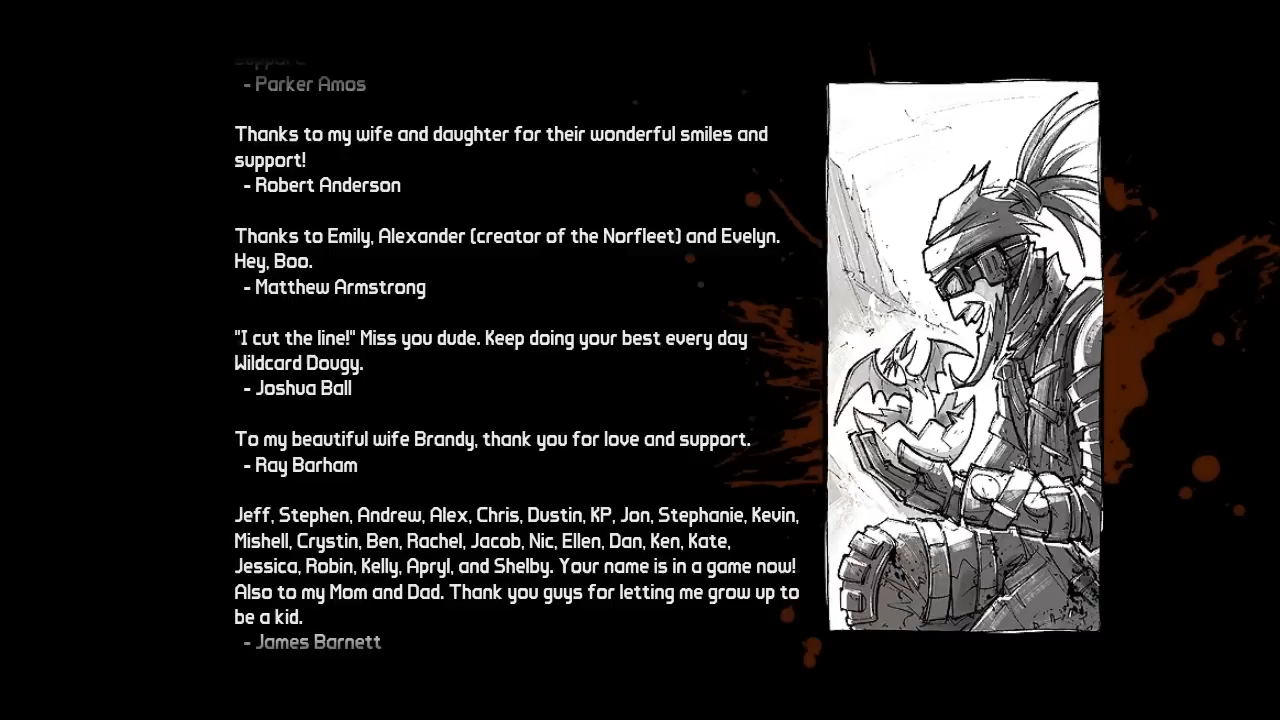 - Parker Amos
Thanks to my wife and daughter for their wonderful smiles and
support!
- Robert Anderson
Thanks to Emily, Alexander (creator of the Norfleet) and Evelyn.
Hey, Boo.
- Matthew Armstrong
"I cut the line!" Miss you dude. Keep doing your best every day
Wildcard Dougy.
- Joshua Ball
To my beautiful wife Brandy, thank you for love and support.
- Ray Barham
Jeff, Stephen, Andrew, Alex, Chris, Dustin, KP, Jon, Stephanie, Kevin,
Mishell, Crystin, Ben, Rachel, Jacob, Nic, Ellen, Dan, Ken, Kate,
Jessica, Robin, Kelly, Apryl, and Shelby. Your name is in a game now!
Also to my Mom and Dad. Thank you guys for letting me grow up to
be a kid.
- James Barnett